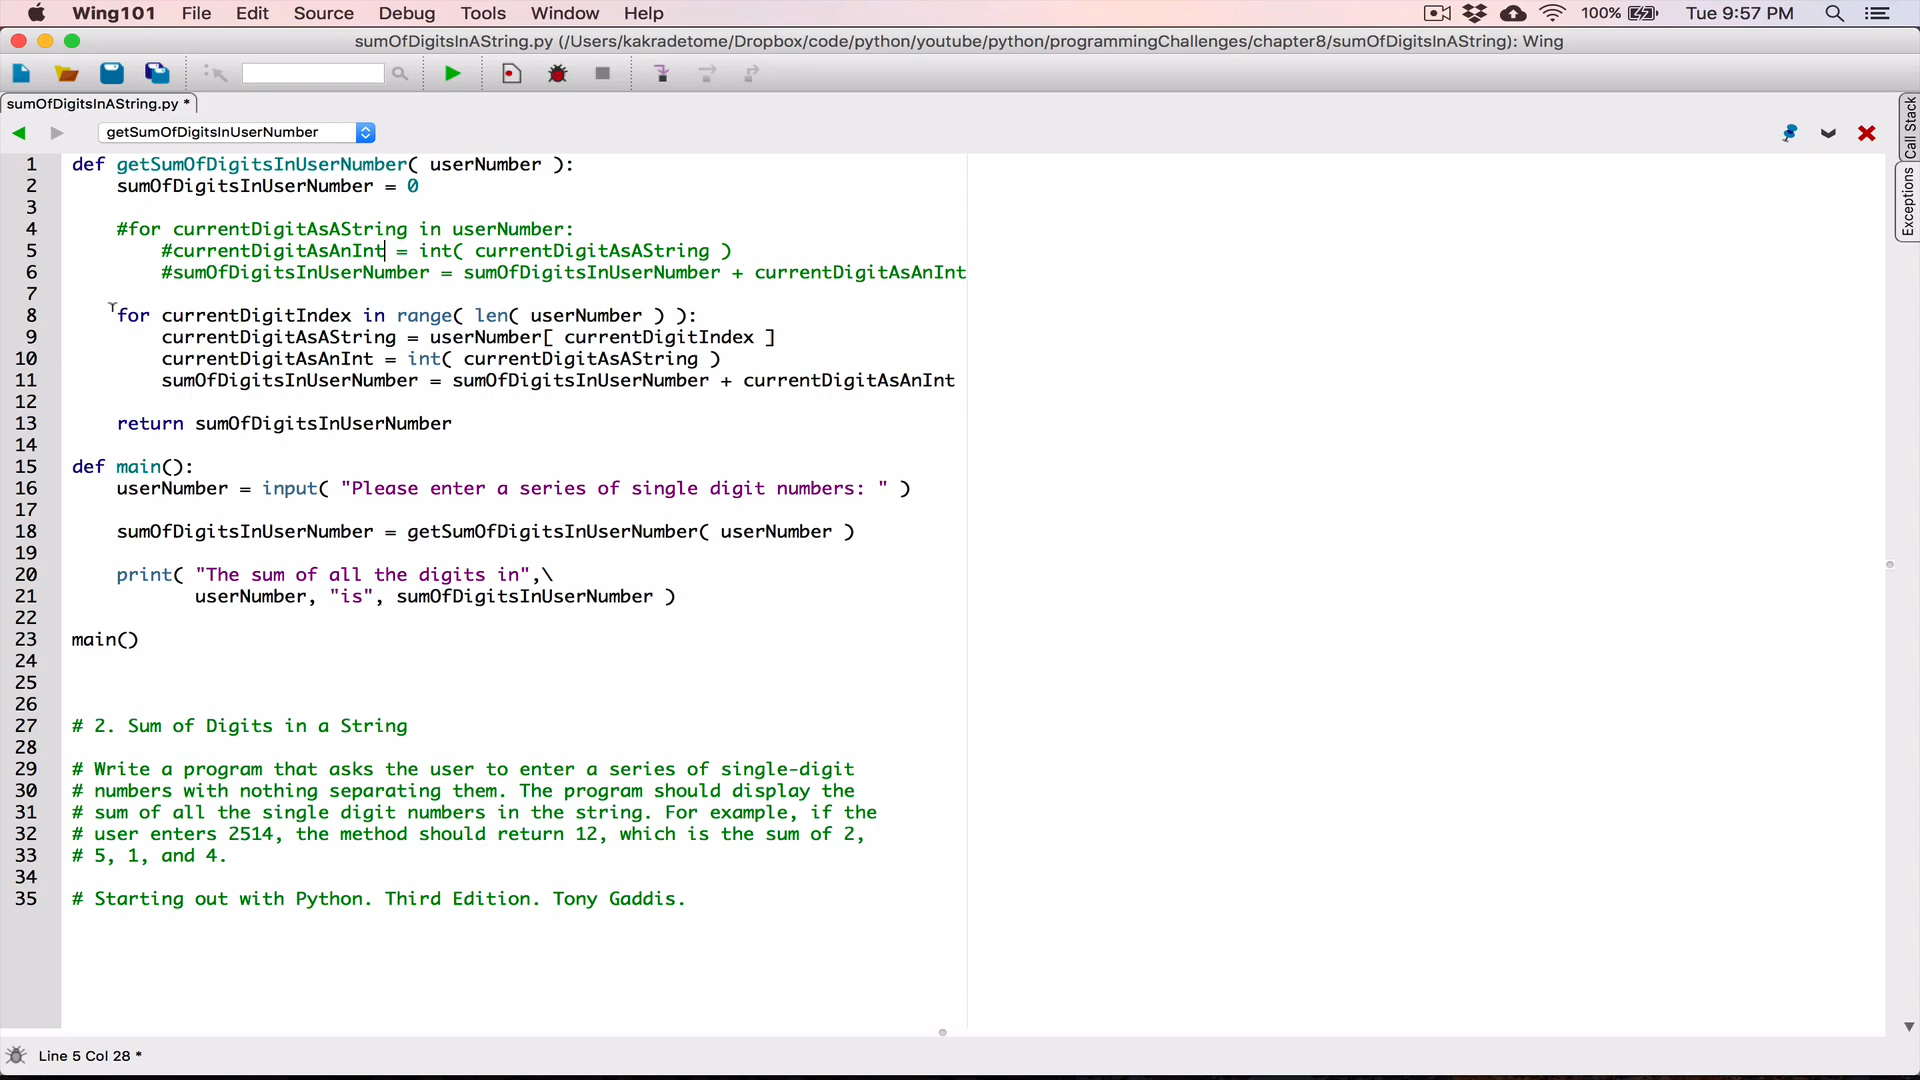 Wing101 File Edit Source Debug Tools Window Help 100% Tue 9:57 PM
sumOfDigitsInAString.py (/Users/kakradetome/Dropbox/code/python/youtube/python/programmingChallenges/chapter8/sumOfDigitsInAString): Wing
sumOfDigitsInAString.py *
getSumOfDigitsInUserNumber
Call Stack
Exceptions
1 def getSumOfDigitsInUserNumber( userNumber ):
2 sumOfDigitsInUserNumber = 0
3
4 #for currentDigitAsAString in userNumber:
5 #currentDigitAsAnInt = int( currentDigitAsAString )
6 #sumOfDigitsInUserNumber = sumOfDigitsInUserNumber + currentDigitAsAnInt
7
8 for currentDigitIndex in range( len( userNumber ) ):
9 currentDigitAsAString = userNumber[ currentDigitIndex ]
10 currentDigitAsAnInt = int( currentDigitAsAString )
11 sumOfDigitsInUserNumber = sumOfDigitsInUserNumber + currentDigitAsAnInt
12
13 return sumOfDigitsInUserNumber
14
15 def main():
16 userNumber = input( "Please enter a series of single digit numbers: " )
17
18 sumOfDigitsInUserNumber = getSumOfDigitsInUserNumber( userNumber )
19
20 print( "The sum of all the digits in",\
21 userNumber, "is", sumOfDigitsInUserNumber )
22
23 main()
24
25
26
27 # 2. Sum of Digits in a String
28
29 # Write a program that asks the user to enter a series of single-digit
30 # numbers with nothing separating them. The program should display the
31 # sum of all the single digit numbers in the string. For example, if the
32 # user enters 2514, the method should return 12, which is the sum of 2,
33 # 5, 1, and 4.
34
35 # Starting out with Python. Third Edition. Tony Gaddis.
Line 5 Col 28 *